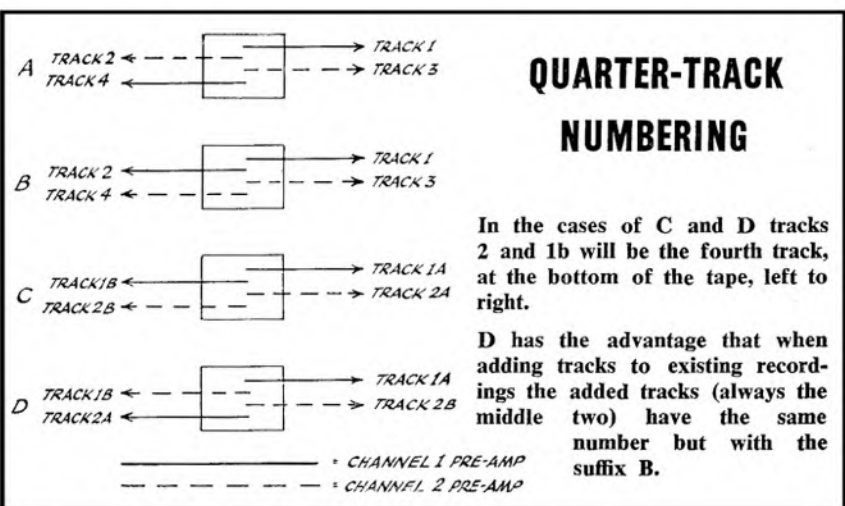 A
TRACK 2
TRACK 4
TRACK 1
TRACK 3
B
TRACK 2
TRACK 4
TRACK 1
TRACK 3
C
TRACK1B
TRACK2B
TRACK 1A
TRACK 2A
D
TRACK1B
TRACK2A
TRACK 1A
TRACK 2B
= CHANNEL 1 PRE-AMP
= CHANNEL 2 PRE-AMP
QUARTER-TRACK
NUMBERING
In the cases of C and D tracks
2 and 1b will be the fourth track,
at the bottom of the tape, left to
right.
D has the advantage that when
adding tracks to existing record-
ings the added tracks (always the
middle two) have the same
number but with the
suffix B.